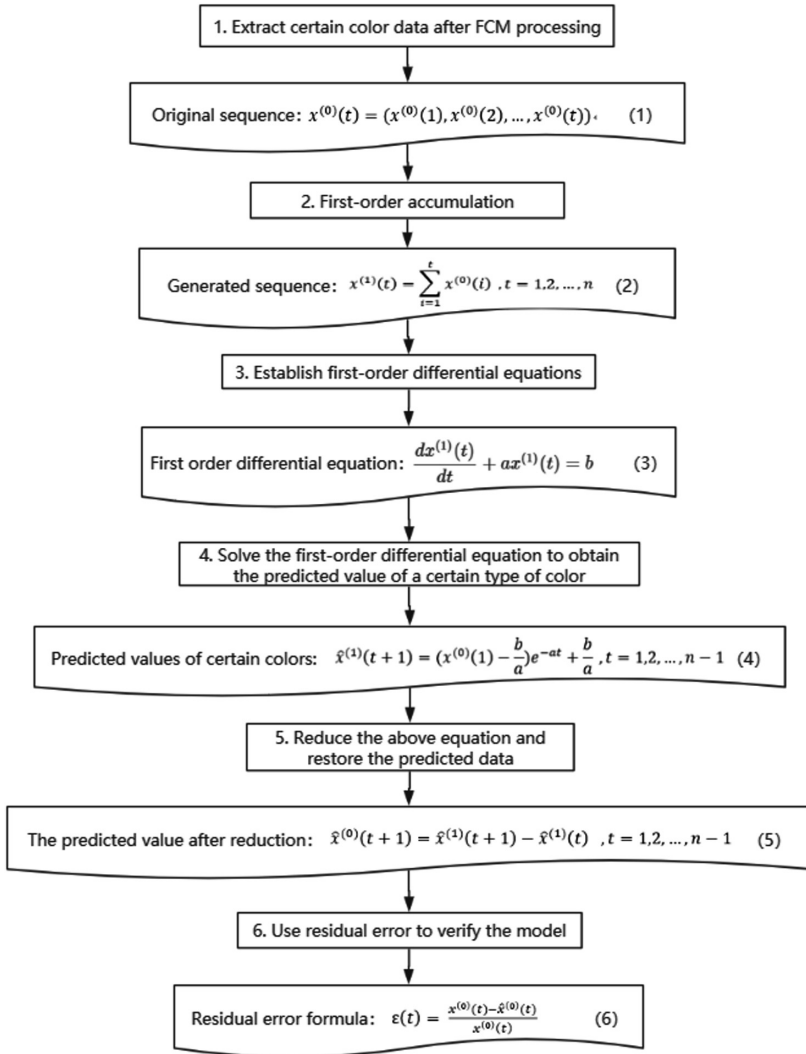 1. Extract certain color data after FCM processing
Original sequence: x⁽⁰⁾(t) = (x⁽⁰⁾(1), x⁽⁰⁾(2), ..., x⁽⁰⁾(t)). (1)
2. First-order accumulation
Generated sequence: x⁽¹⁾(t) = ∑_{i=1}^{t} x⁽⁰⁾(i) , t = 1,2, ..., n (2)
3. Establish first-order differential equations
First order differential equation: dx⁽¹⁾(t)/dt + ax⁽¹⁾(t) = b (3)
4. Solve the first-order differential equation to obtain
the predicted value of a certain type of color
Predicted values of certain colors: x̂⁽¹⁾(t + 1) = (x⁽⁰⁾(1) − b/a)e^{−at} + b/a , t = 1,2, ..., n − 1 (4)
5. Reduce the above equation and
restore the predicted data
The predicted value after reduction: x̂⁽⁰⁾(t + 1) = x̂⁽¹⁾(t + 1) − x̂⁽¹⁾(t) , t = 1,2, ..., n − 1 (5)
6. Use residual error to verify the model
Residual error formula: ε(t) = x⁽⁰⁾(t)−x̂⁽⁰⁾(t)/x⁽⁰⁾(t) (6)